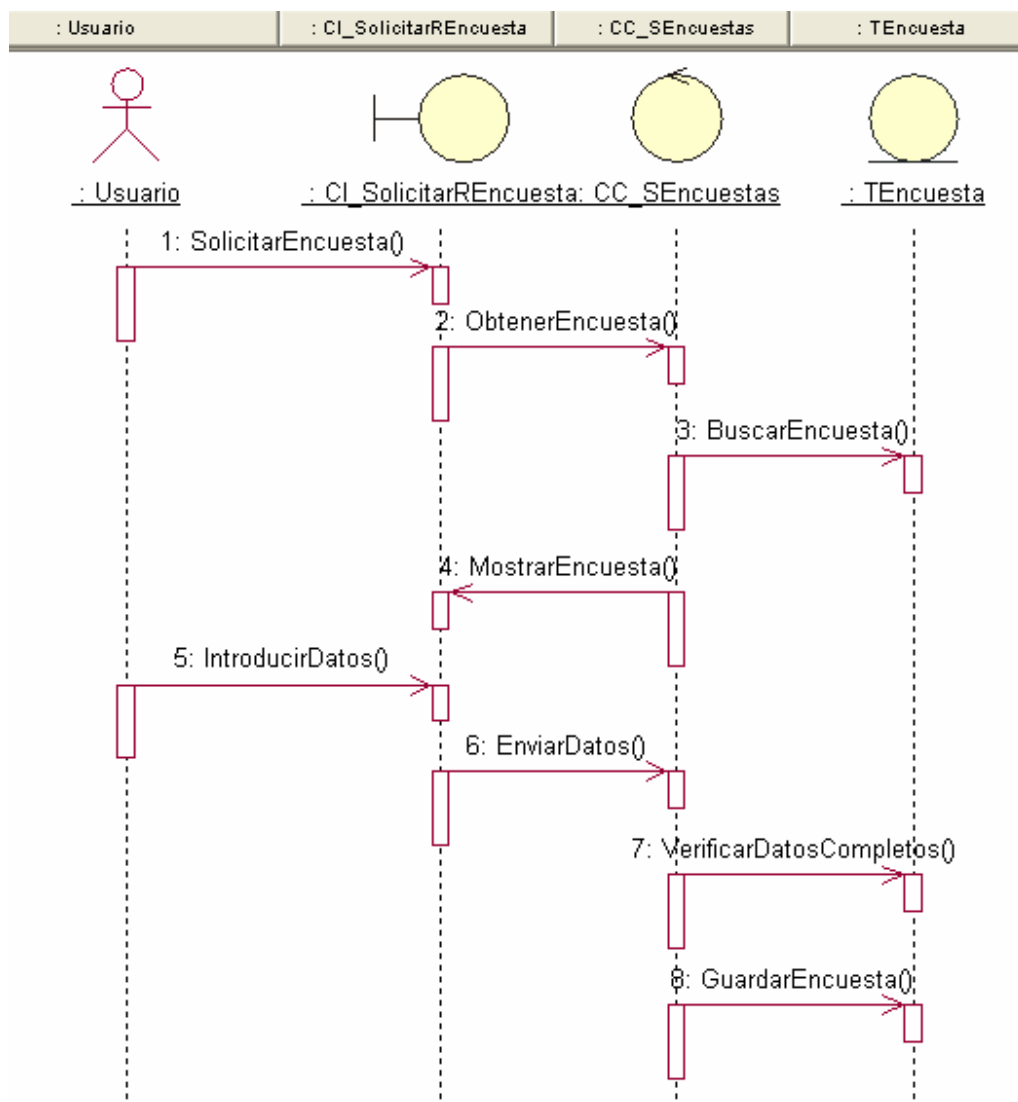 : Usuario : CI_SolicitarREncuesta : CC_SEncuestas : TEncuesta
: Usuario : CI_SolicitarREncuesta: CC_SEncuestas : TEncuesta
1: SolicitarEncuesta()
2: ObtenerEncuesta()
3: BuscarEncuesta()
4: MostrarEncuesta()
5: IntroducirDatos()
6: EnviarDatos()
7: VerificarDatosCompletos()
8: GuardarEncuesta()